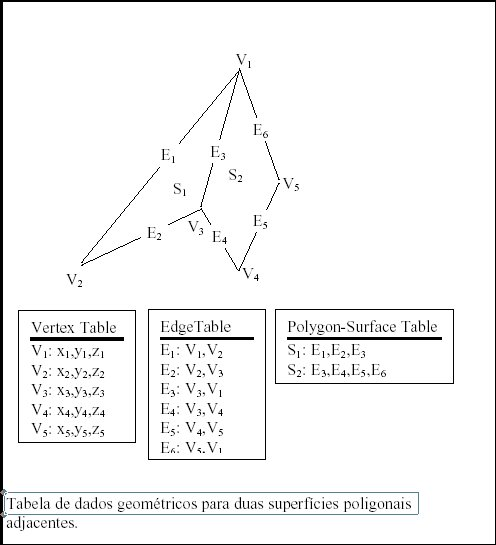 V₁
E₆
E₁
E₃
S₂
S₁
V₅
E₅
V₃
E₂
E₄
V₄
V₂
Vertex Table
V₁: x₁,y₁,z₁
V₂: x₂,y₂,z₂
V₃: x₃,y₃,z₃
V₄: x₄,y₄,z₄
V₅: x₅,y₅,z₅
EdgeTable
E₁: V₁,V₂
E₂: V₂,V₃
E₃: V₃,V₁
E₄: V₃,V₄
E₅: V₄,V₅
E₆: V₅,V₁
Polygon-Surface Table
S₁: E₁,E₂,E₃
S₂: E₃,E₄,E₅,E₆
Tabela de dados geométricos para duas superfícies poligonais
adjacentes.